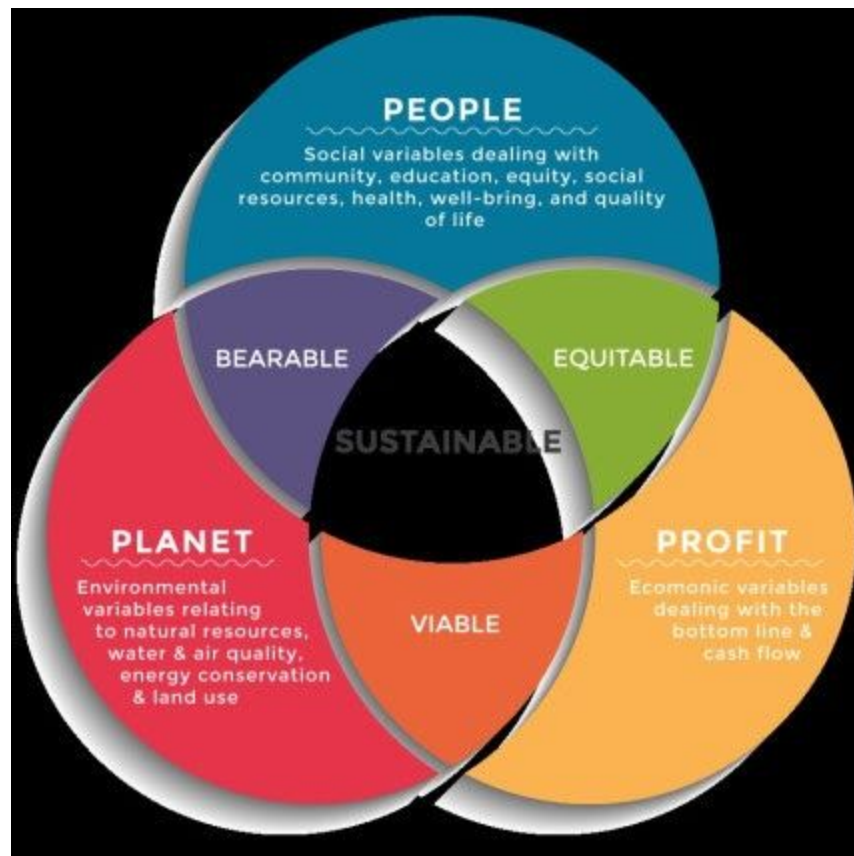 PEOPLE
Social variables dealing with
community, education, equity, social
resources, health, well-bring, and quality
of life
BEARABLE
EQUITABLE
SUSTAINABLE
PLANET
Environmental
variables relating
to natural resources,
water & air quality,
energy conservation
& land use
PROFIT
Ecomonic variables
dealing with the
bottom line &
cash flow
VIABLE